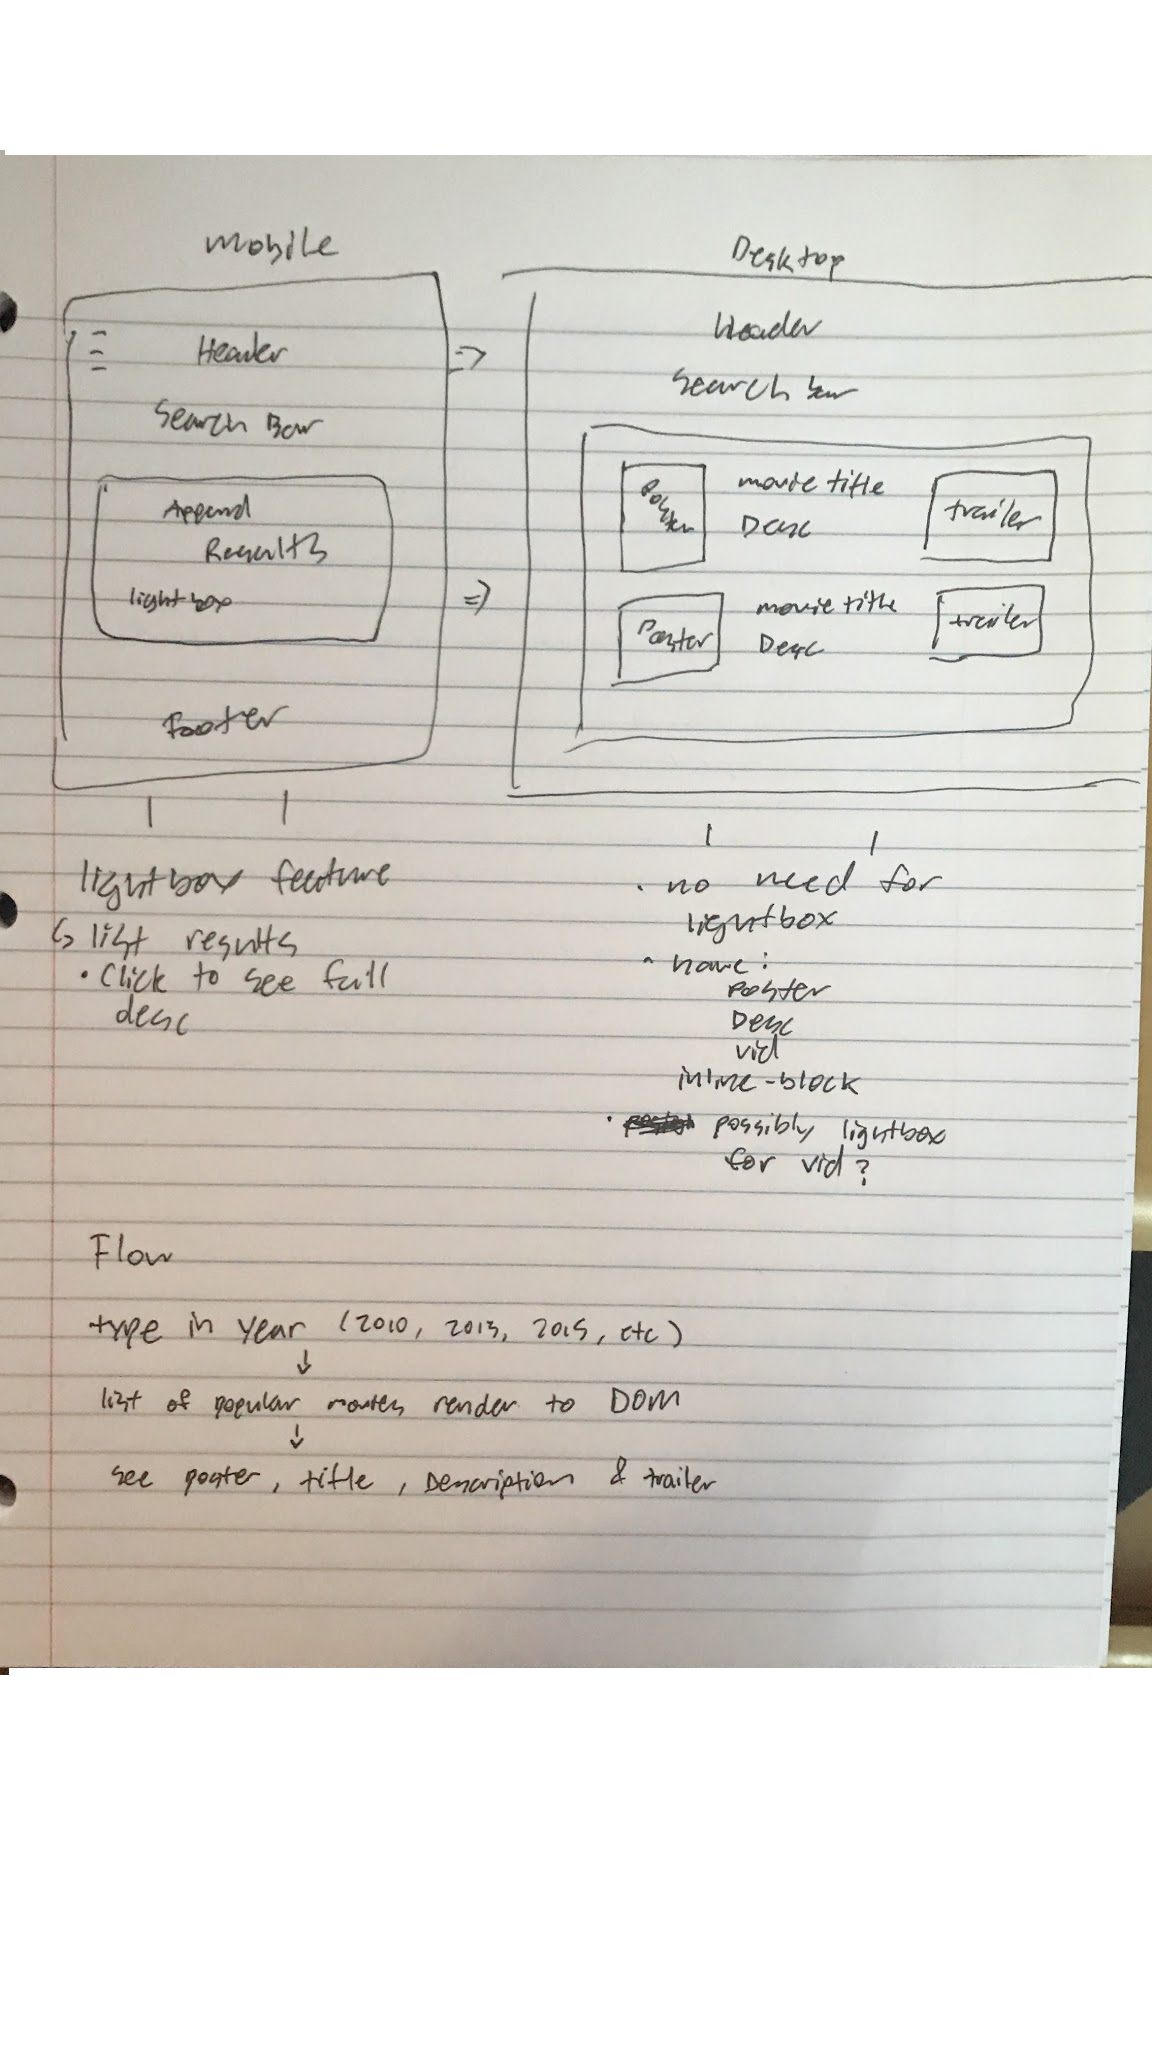 Mobile
Header
Search Bar
Append
Results
lightbox
Footer
Desktop
Header
Search bar
Poster
movie title
Desc
trailer
Poster
movie title
Desc
trailer
lightbox feature
↳ list results
• Click to see full
desc
• no need for
lightbox
• have:
poster
Desc
vid
inline-block
• possibly lightbox
for vid?
Flow
type in year (2010, 2013, 2015, etc)
↓
list of popular movies render to DOM
↓
see poster, title, Description & trailer